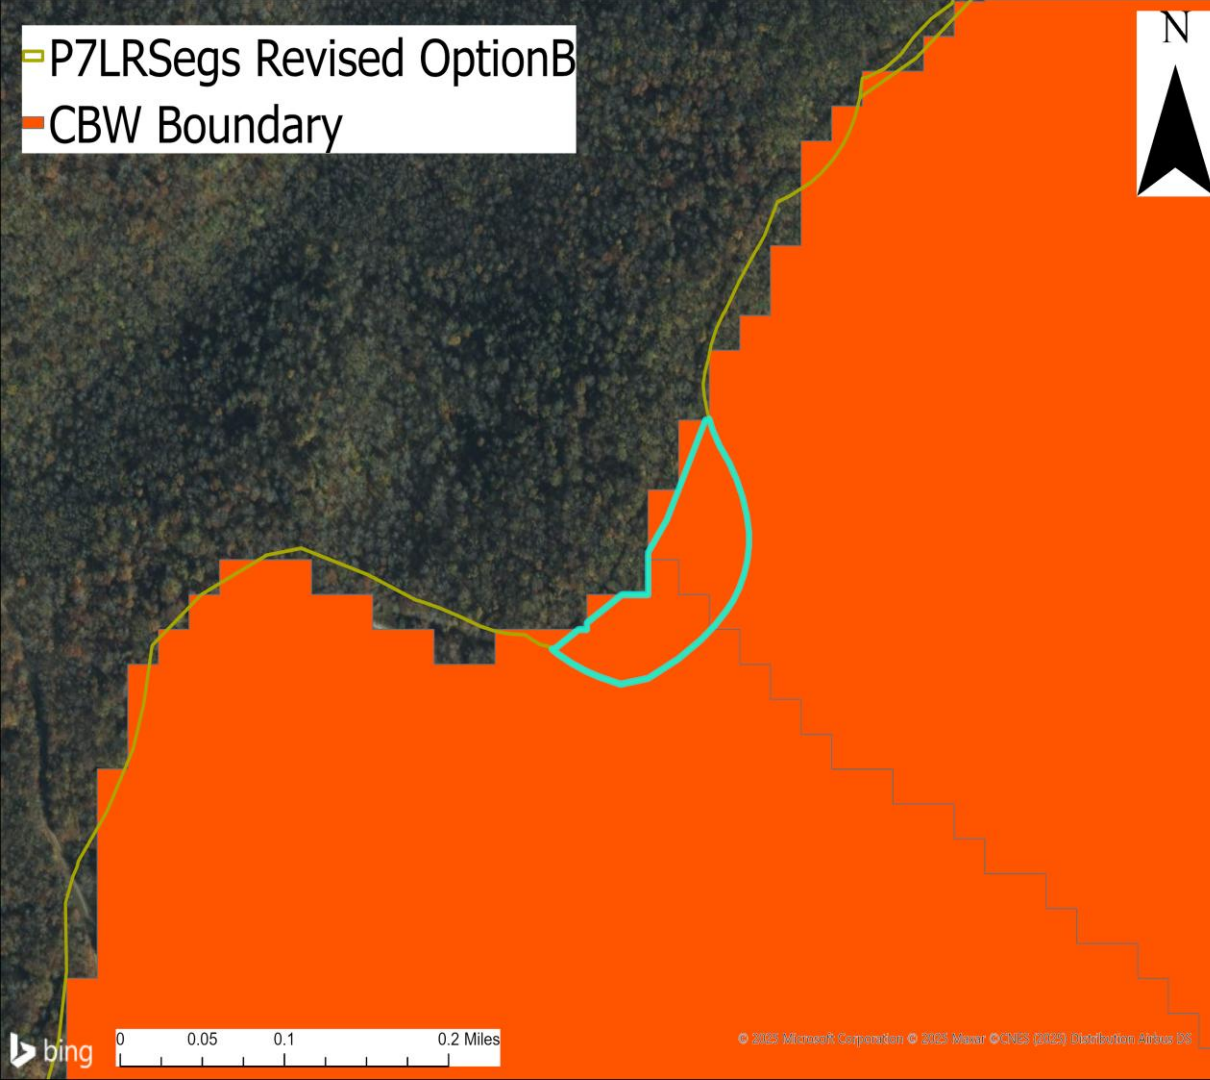 P7LRSegs Revised OptionB
CBW Boundary
N
0 0.05 0.1 0.2 Miles
bing
© 2025 Microsoft Corporation © 2025 Maxar ©CNES (2025) Distribution Airbus DS